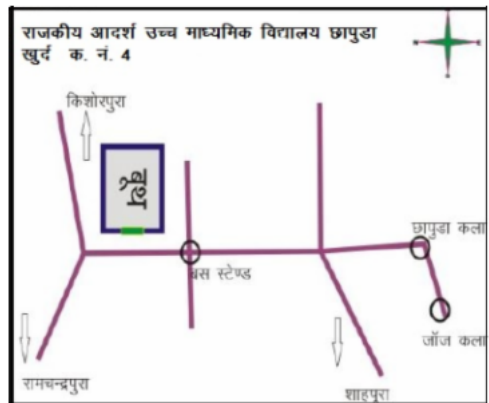 राजकीय आदर्श उच्च माध्यमिक विद्यालय छापुडा
खुर्द क. नं. 4
किशोरपुरा
बूथ
छापुडा कला
बस स्टेण्ड
जॉज कला
रामचन्द्रपुरा
शाहपुरा